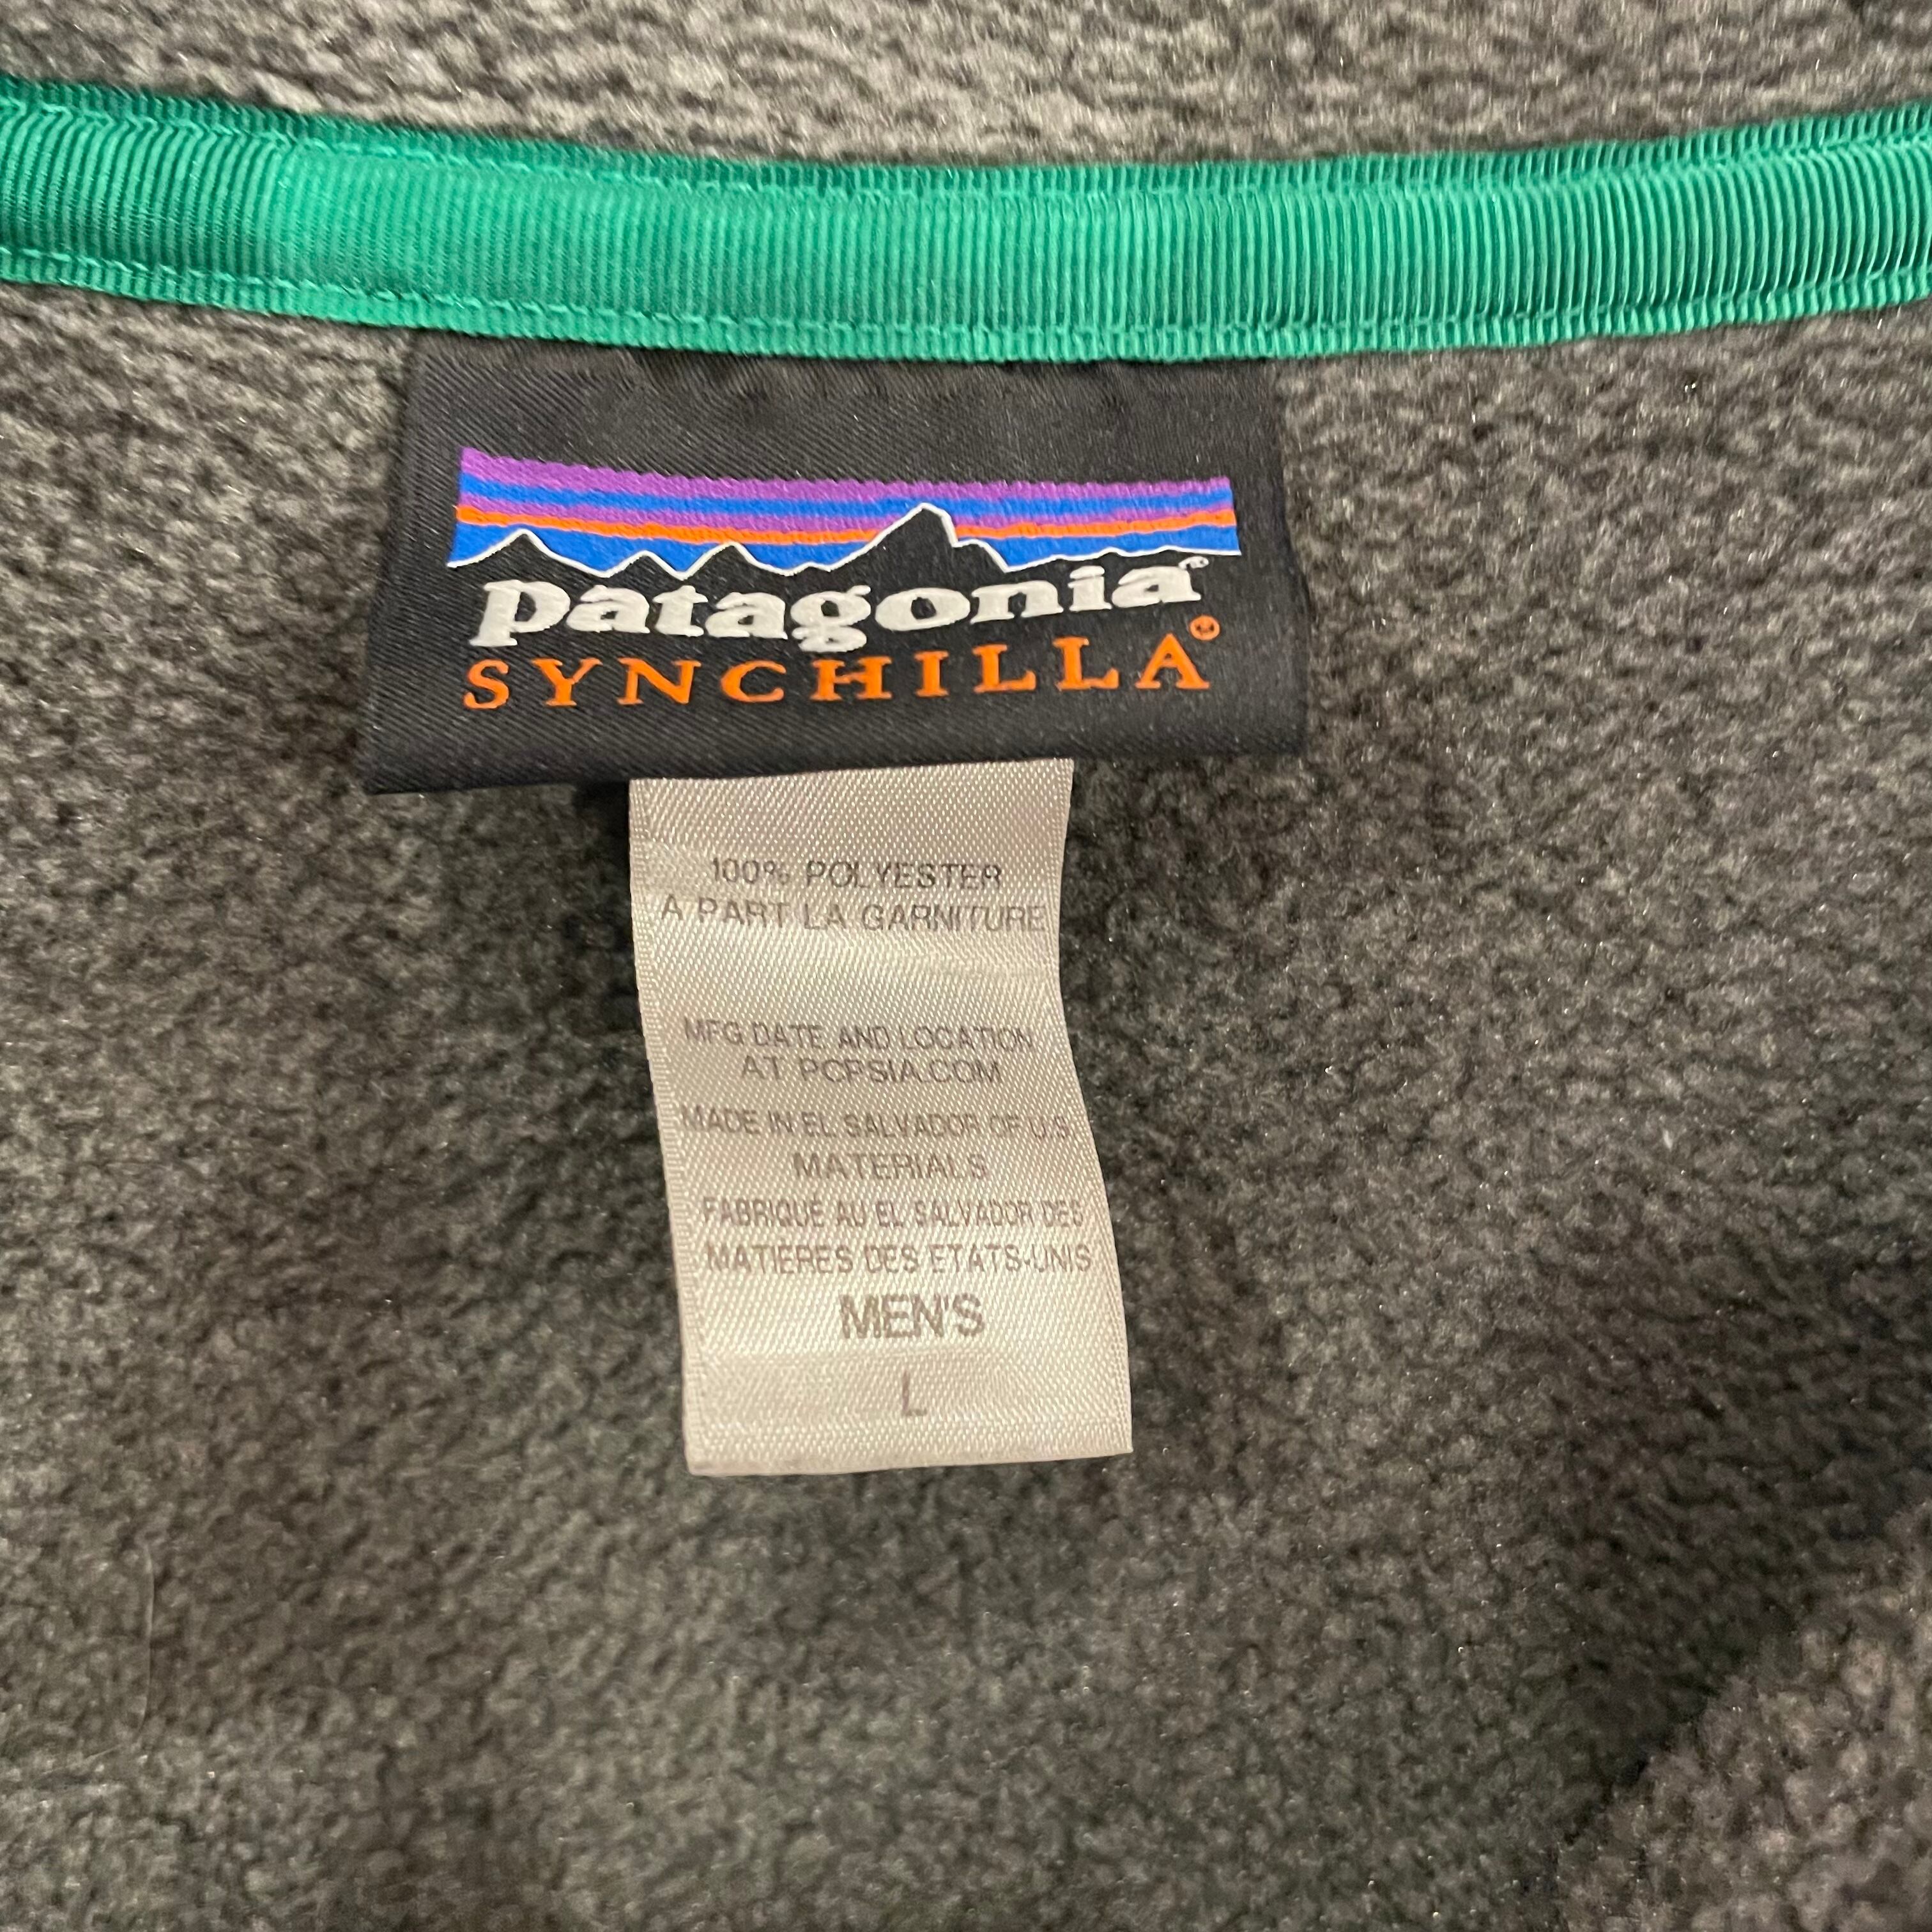 patagonia®
SYNCHILLA®
100% POLYESTER
A PART LA GARNITURE
MFG DATE AND LOCATION
AT PCPSIA.COM
MADE IN EL SALVADOR OF U.S
MATERIALS
FABRIQUÉ AU EL SALVADOR DES
MATIERES DES ETATS-UNIS
MEN'S
L